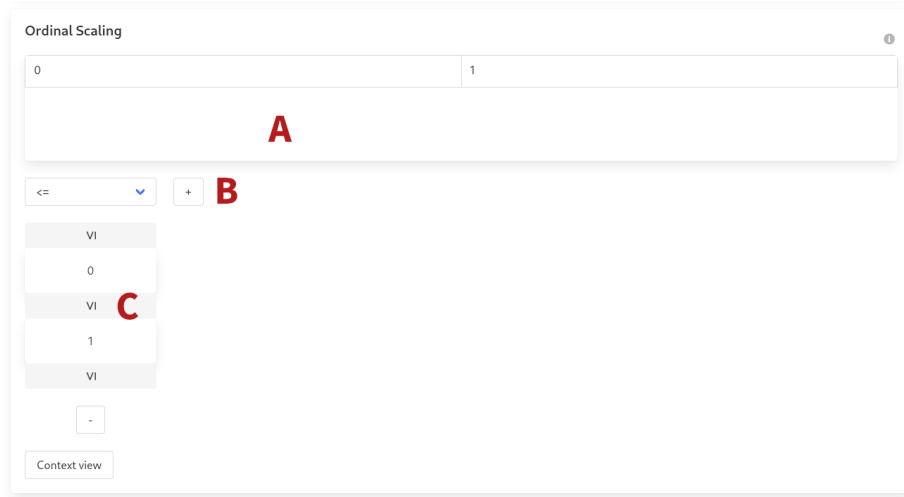 Ordinal Scaling
0 1
A
<= + B
VI
0
VI C
1
VI
-
Context view